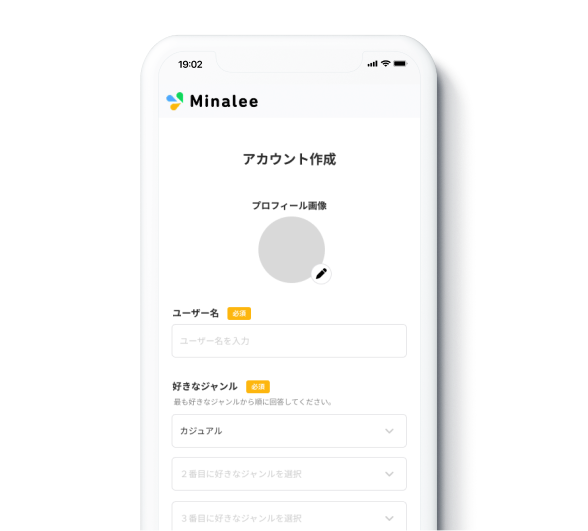 19:02
Minalee
アカウント作成
プロフィール画像
ユーザー名 必須
ユーザー名を入力
好きなジャンル 必須
最も好きなジャンルから順に回答してください。
カジュアル
２番目に好きなジャンルを選択
３番目に好きなジャンルを選択